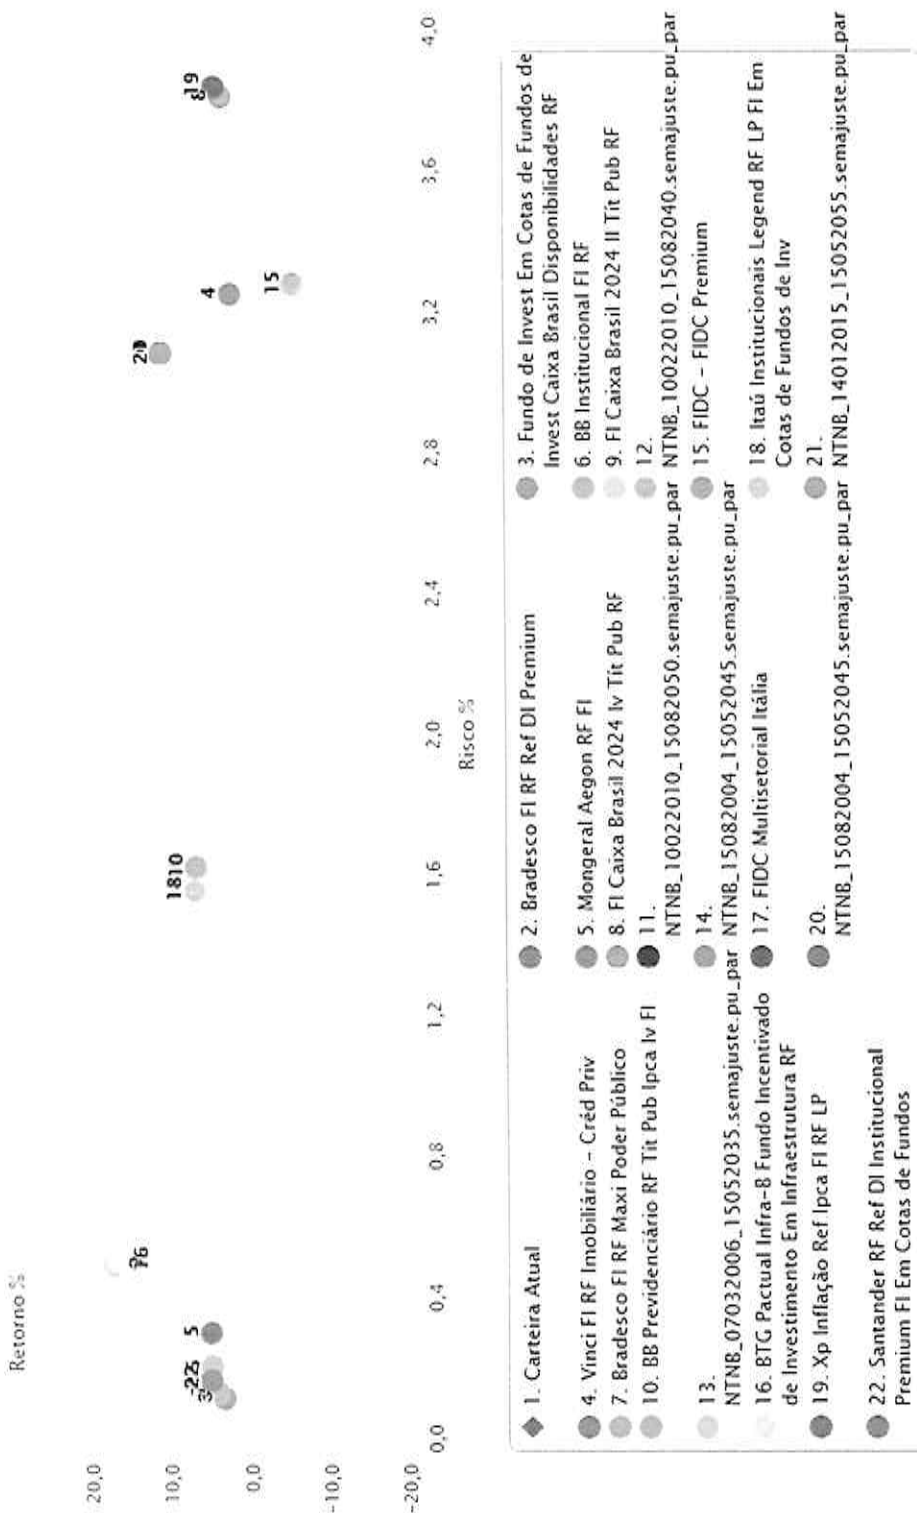 Retorno %
20,0
10,0
0,0
-10,0
-20,0
0,0
0,4
0,8
1,2
1,6
2,0
2,4
2,8
3,2
3,6
4,0
Risco %
3
5
18
10
4
15
19
1. Carteira Atual
2. Bradesco FI RF Ref DI Premium
3. Fundo de Invest Em Cotas de Fundos de
Invest Caixa Brasil Disponibilidades RF
4. Vinci FI RF Imobiliário - Créd Priv
5. Mongeral Aegon RF FI
6. BB Institucional FI RF
7. Bradesco FI RF Maxi Poder Público
8. FI Caixa Brasil 2024 Iv Tit Pub RF
9. FI Caixa Brasil 2024 II Tit Pub RF
10. BB Previdenciário RF Tit Pub Ipca Iv FI
11.
NTNB_10022010_15082050.semajuste.pu_par
12.
NTNB_10022010_15082040.semajuste.pu_par
13.
NTNB_07032006_15052035.semajuste.pu_par
14.
NTNB_15082004_15052045.semajuste.pu_par
15. FIDC - FIDC Premium
16. BTG Pactual Infra-B Fundo Incentivado
de Investimento Em Infraestrutura RF
17. FIDC Multisetorial Itália
18. Itaú Institucionais Legend RF LP FI Em
Cotas de Fundos de Inv
19. Xp Inflação Ref Ipca FI RF LP
20.
NTNB_15082004_15052045.semajuste.pu_par
21.
NTNB_14012015_15052055.semajuste.pu_par
22. Santander RF Ref DI Institucional
Premium FI Em Cotas de Fundos